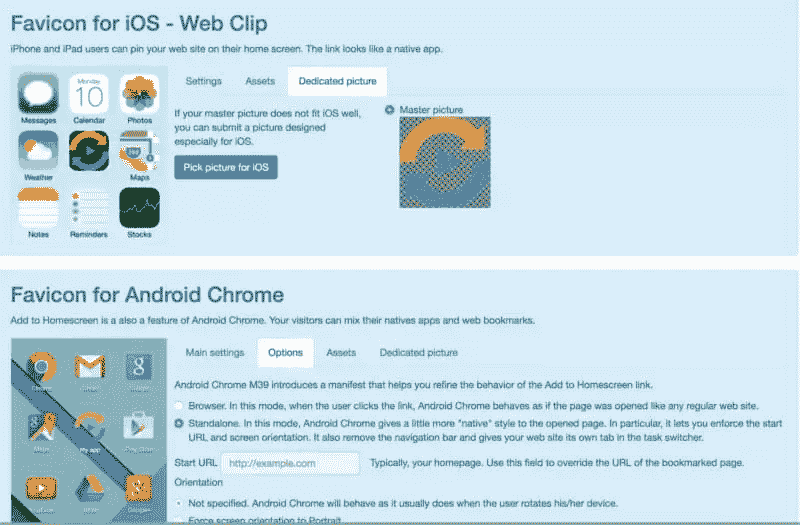 Favicon for iOS - Web Clip
iPhone and iPad users can pin your web site on their home screen. The link looks like a native app.
Settings Assets Dedicated picture
Monday
10
Messages Calendar Photos
Weather Maps
Notes Reminders Stocks
If your master picture does not fit iOS well,
you can submit a picture designed
especially for iOS.
Pick picture for iOS
Master picture
Favicon for Android Chrome
Add to Homescreen is a also a feature of Android Chrome. Your visitors can mix their natives apps and web bookmarks.
Main settings Options Assets Dedicated picture
Chrome Gmail Google
Maps My app Play Store
YouTube Drive Google+
Android Chrome M39 introduces a manifest that helps you refine the behavior of the Add to Homescreen link.
Browser. In this mode, when the user clicks the link, Android Chrome behaves as if the page was opened like any regular web site.
Standalone. In this mode, Android Chrome gives a little more "native" style to the opened page. In particular, it lets you enforce the
start URL and screen orientation. It also remove the navigation bar and gives your web site its own tab in the task switcher.
Start URL http://example.com Typically, your homepage. Use this field to override the URL of the bookmarked page.
Orientation
Not specified. Android Chrome will behave as it usually does when the user rotates his/her device.
Force screen orientation to Portrait.